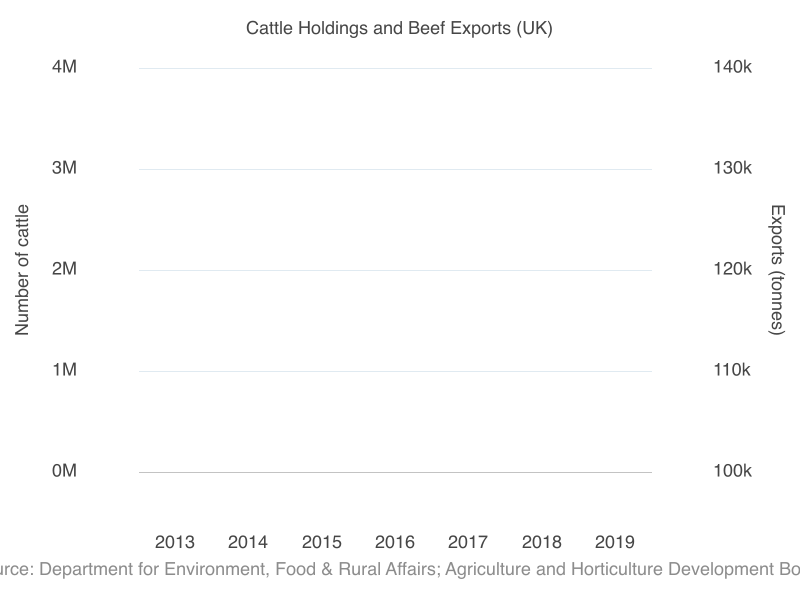 Cattle Holdings and Beef Exports (UK)
4M
140k
3M
130k
Number of cattle
Exports (tonnes)
2M
120k
1M
110k
0M
100k
2013 2014 2015 2016 2017 2018 2019
urce: Department for Environment, Food & Rural Affairs; Agriculture and Horticulture Development Bo